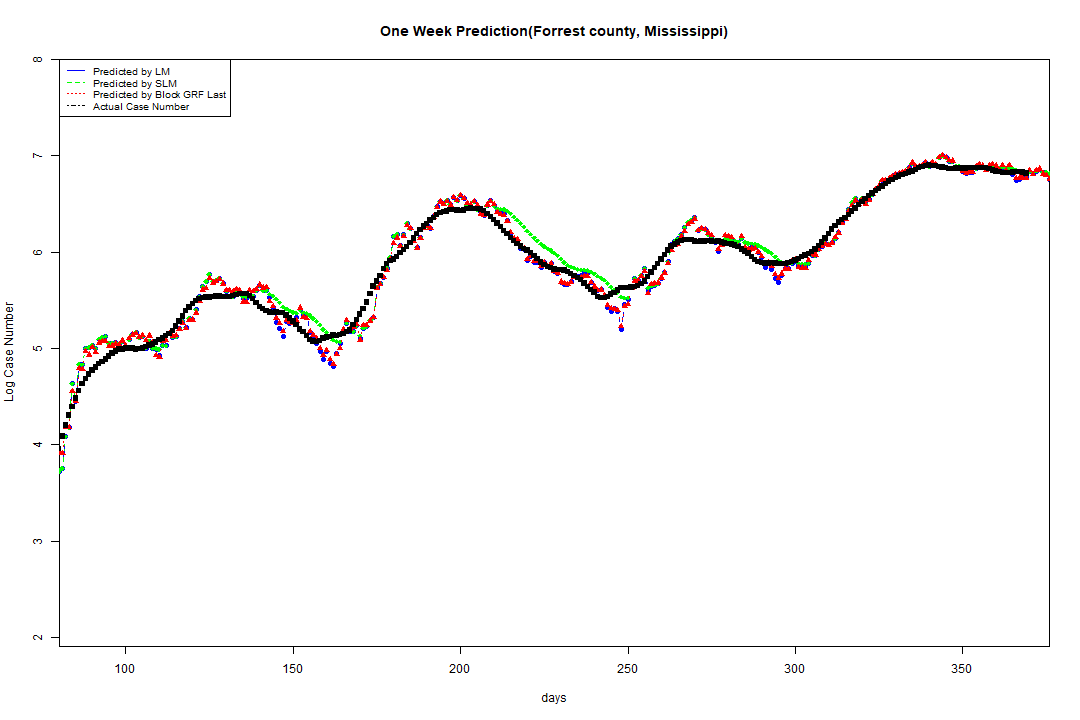 One Week Prediction(Forrest county, Mississippi)
Predicted by LM
Predicted by SLM
Predicted by Block GRF Last
Actual Case Number
8
7
6
5
4
3
2
Log Case Number
100 150 200 250 300 350
days